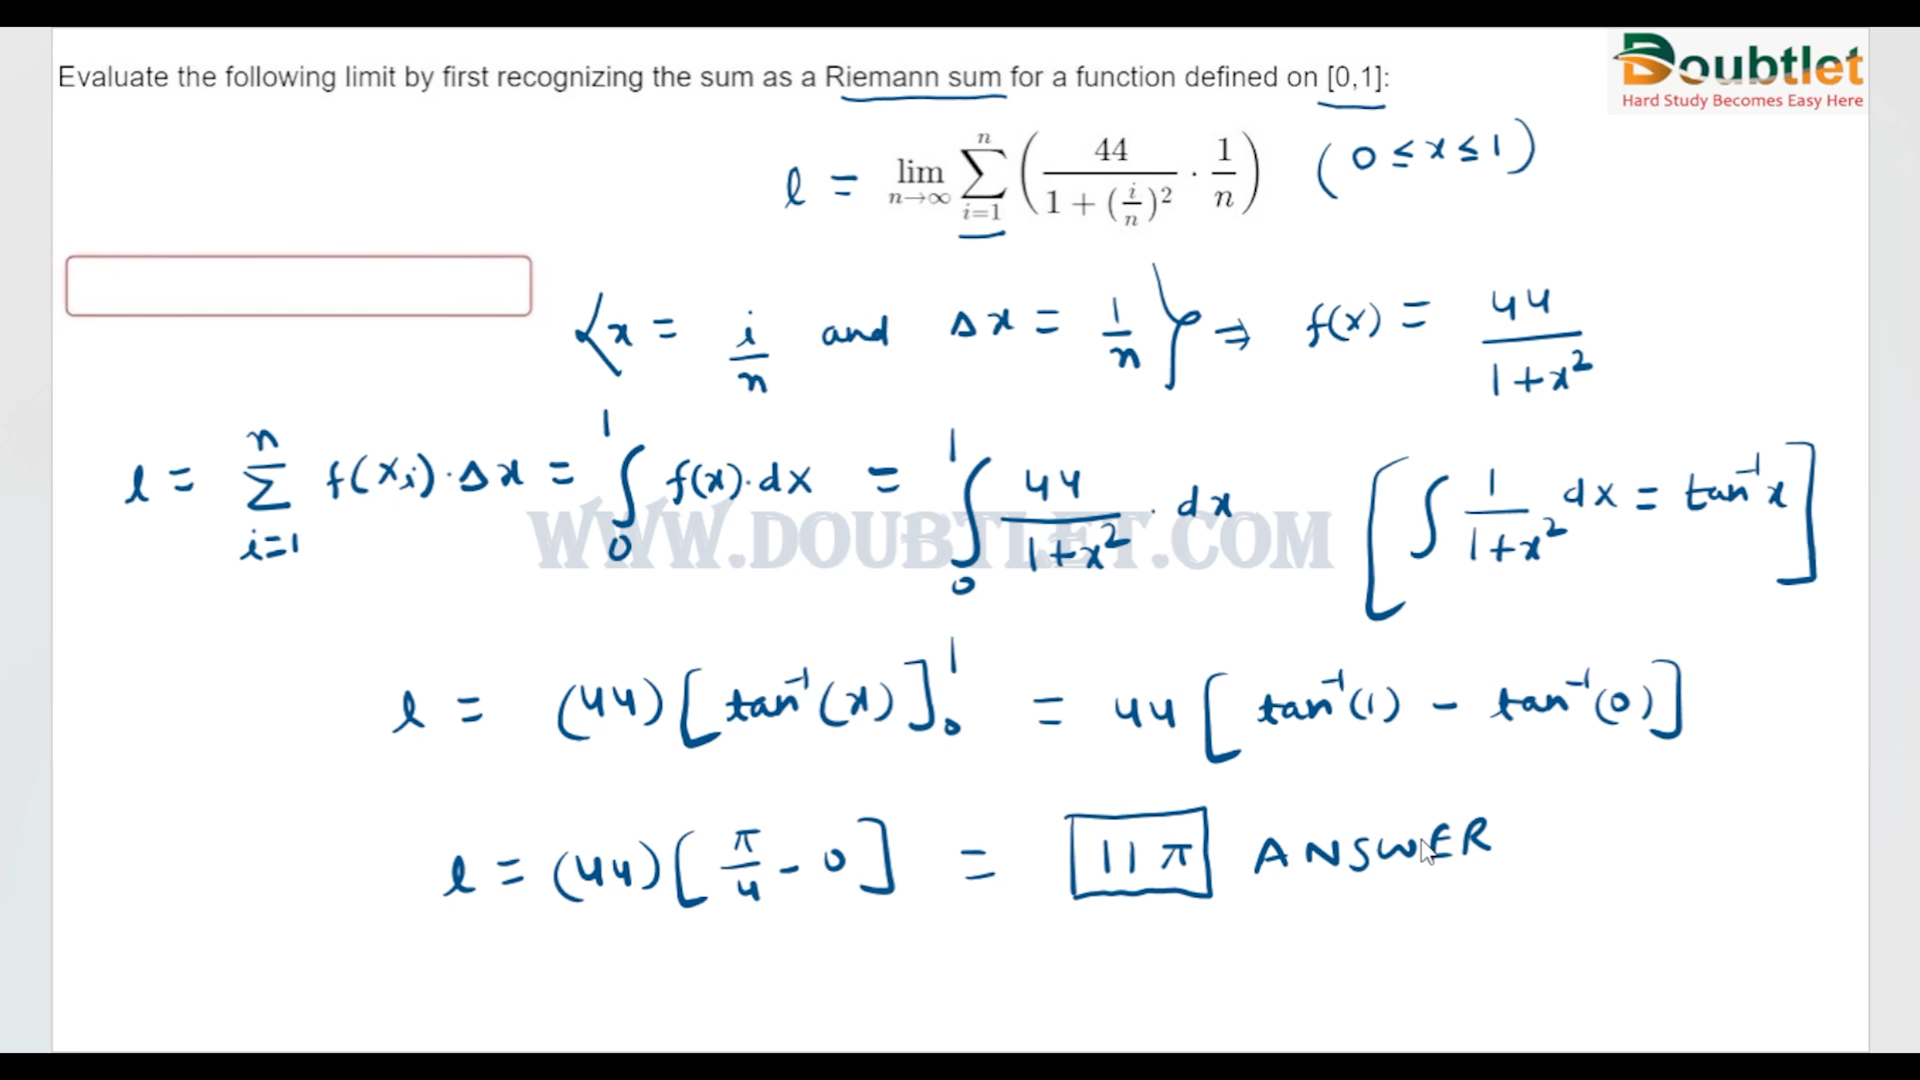 Doubtlet
Hard Study Becomes Easy Here
Evaluate the following limit by first recognizing the sum as a Riemann sum for a function defined on [0,1]:
l = lim_{n→∞} ∑_{i=1}^{n} ( 44 / (1 + (i/n)^2) · 1/n ) (0 ≤ x ≤ 1)
{ x = i/n and Δx = 1/n } ⇒ f(x) = 44 / (1+x^2)
l = ∑_{i=1}^{n} f(x_i)·Δx = ∫_0^1 f(x)·dx = ∫_0^1 44 / (1+x^2) · dx [ ∫ 1 / (1+x^2) dx = tan^{-1} x ]
WWW.DOUBTLET.COM
l = (44) [ tan^{-1}(x) ]_0^1 = 44 [ tan^{-1}(1) - tan^{-1}(0) ]
l = (44) [ π/4 - 0 ] = 11π ANSWER